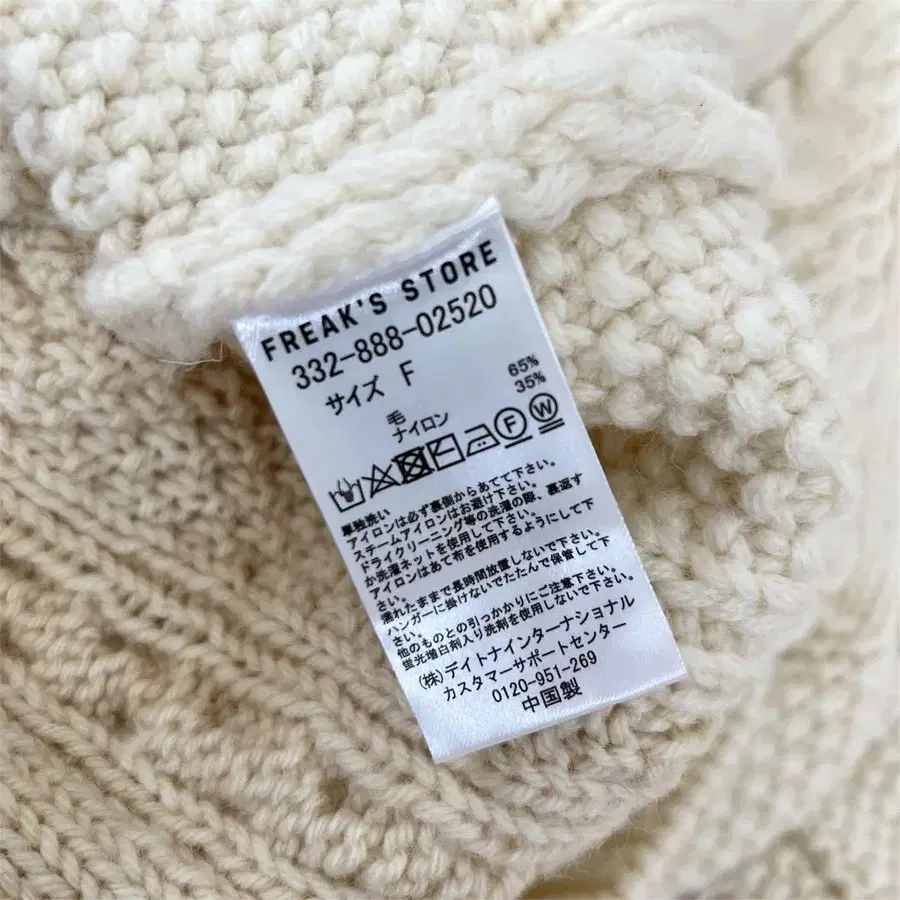 FREAK'S STORE
332-888-02520
サイズ F
毛 65%
ナイロン 35%
F W
単独洗い
アイロンは必ず裏側からあてて下さい。
スチームアイロンはお避け下さい。
ドライクリーニング等の洗濯の際、裏返す
か洗濯ネットを使用して下さい。
アイロンはあて布を使用するようにして下
さい。
濡れたままで長時間放置しないで下さい。
ハンガーに掛けないでたたんで保管して下
さい。
他のものとの引っかかりにご注意下さい。
蛍光増白剤入り洗剤を使用しないで下さい。
(株)デイトナインターナショナル
カスタマーサポートセンター
0120-951-269
中国製